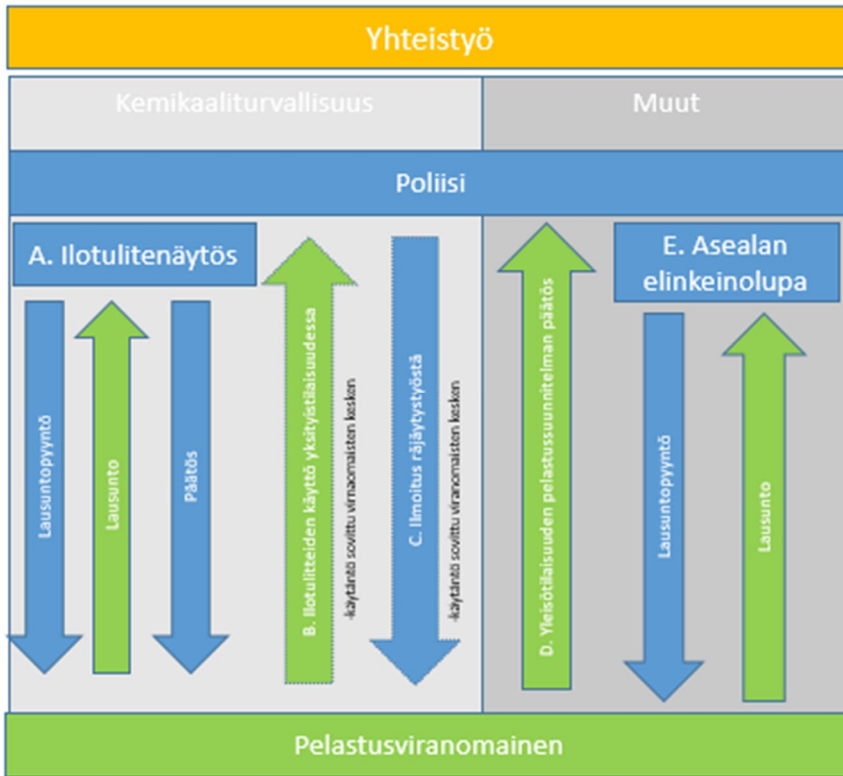 Yhteistyö
Kemikaaliturvallisuus
Muut
Poliisi
A. Ilotulitenäytös
Lausuntopyyntö
Lausunto
Päätös
B. Ilotulitteiden käyttö yksityistilaisuudessa
-käytäntö sovittu virnaomaisten kesken
C. Ilmoitus räjäytystyöstä
-käytäntö sovittu viranomaisten kesken
D. Yleisötilaisuuden pelastussuunnitelman päätös
E. Asealan
elinkeinolupa
Lausuntopyyntö
Lausunto
Pelastusviranomainen